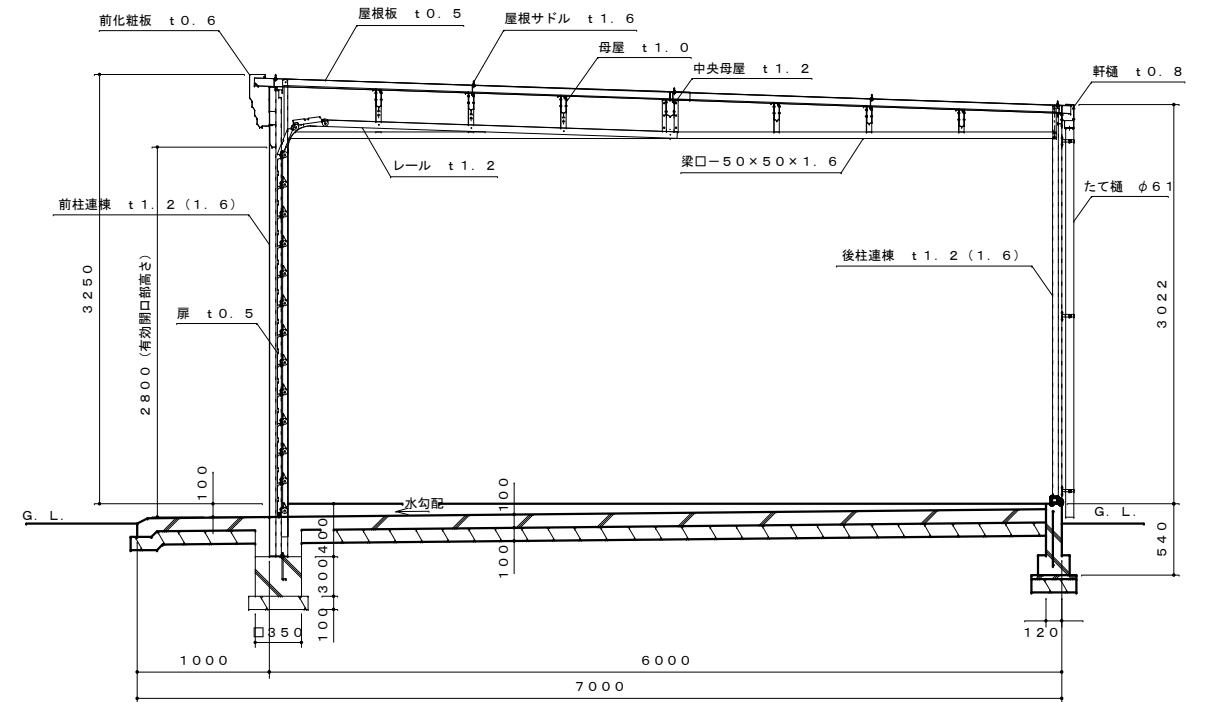 前化粧板　ｔ０．６
屋根板　ｔ０．５
屋根サドル　ｔ１．６
母屋　ｔ１．０
中央母屋　ｔ１．２
軒樋　ｔ０．８
レール　ｔ１．２
梁口－５０×５０×１．６
たて樋　φ６１
前柱連棟　ｔ１．２（１．６）
後柱連棟　ｔ１．２（１．６）
３２５０
２８００（有効開口部高さ）
扉　ｔ０．５
３０２２
１００
水勾配
１００
Ｇ．Ｌ．
Ｇ．Ｌ．
４００
１００
５４０
３００
１００
□３５０
１２０
１０００
６０００
７０００